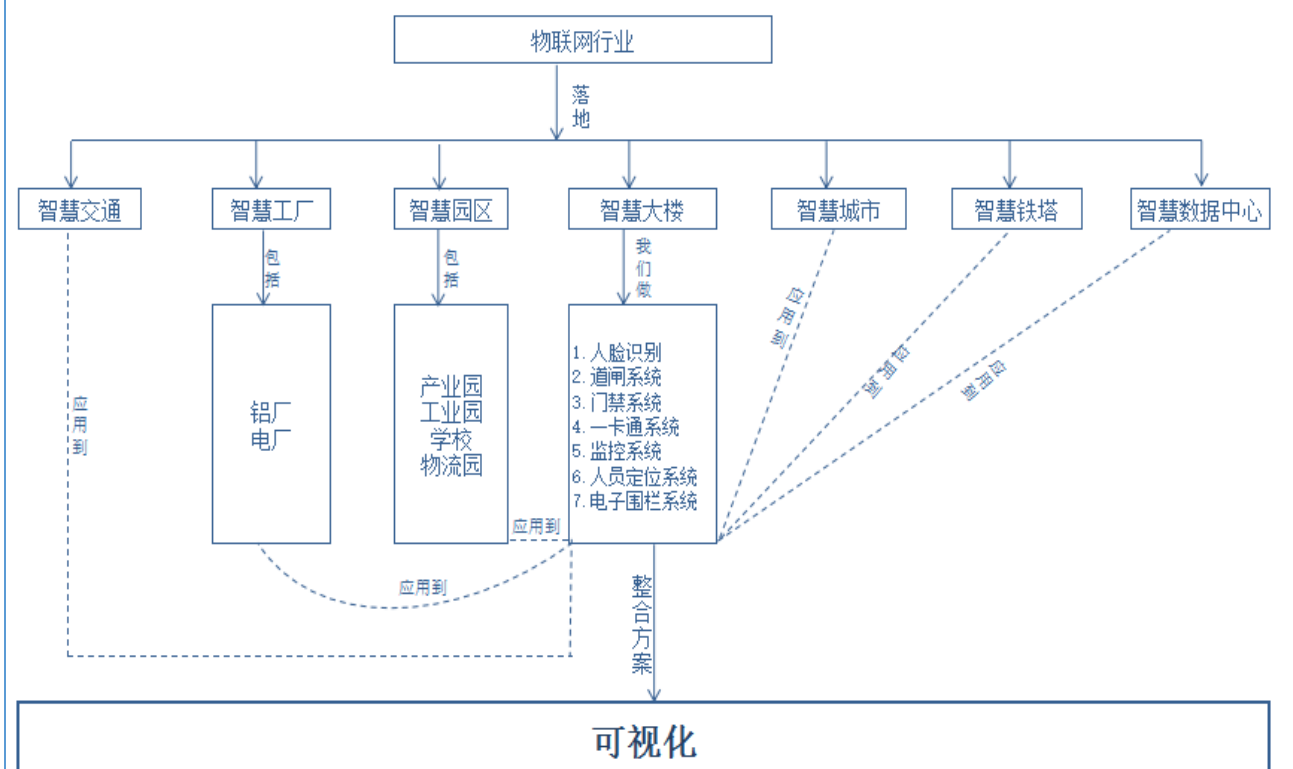 物联网行业
落地
智慧交通
智慧工厂
智慧园区
智慧大楼
智慧城市
智慧铁塔
智慧数据中心
包括
包括
我们做
铝厂
电厂
产业园
工业园
学校
物流园
1. 人脸识别
2. 道闸系统
3. 门禁系统
4. 一卡通系统
5. 监控系统
6. 人员定位系统
7. 电子围栏系统
应用到
应用到
应用到
应用到
应用到
应用到
整合方案
可视化